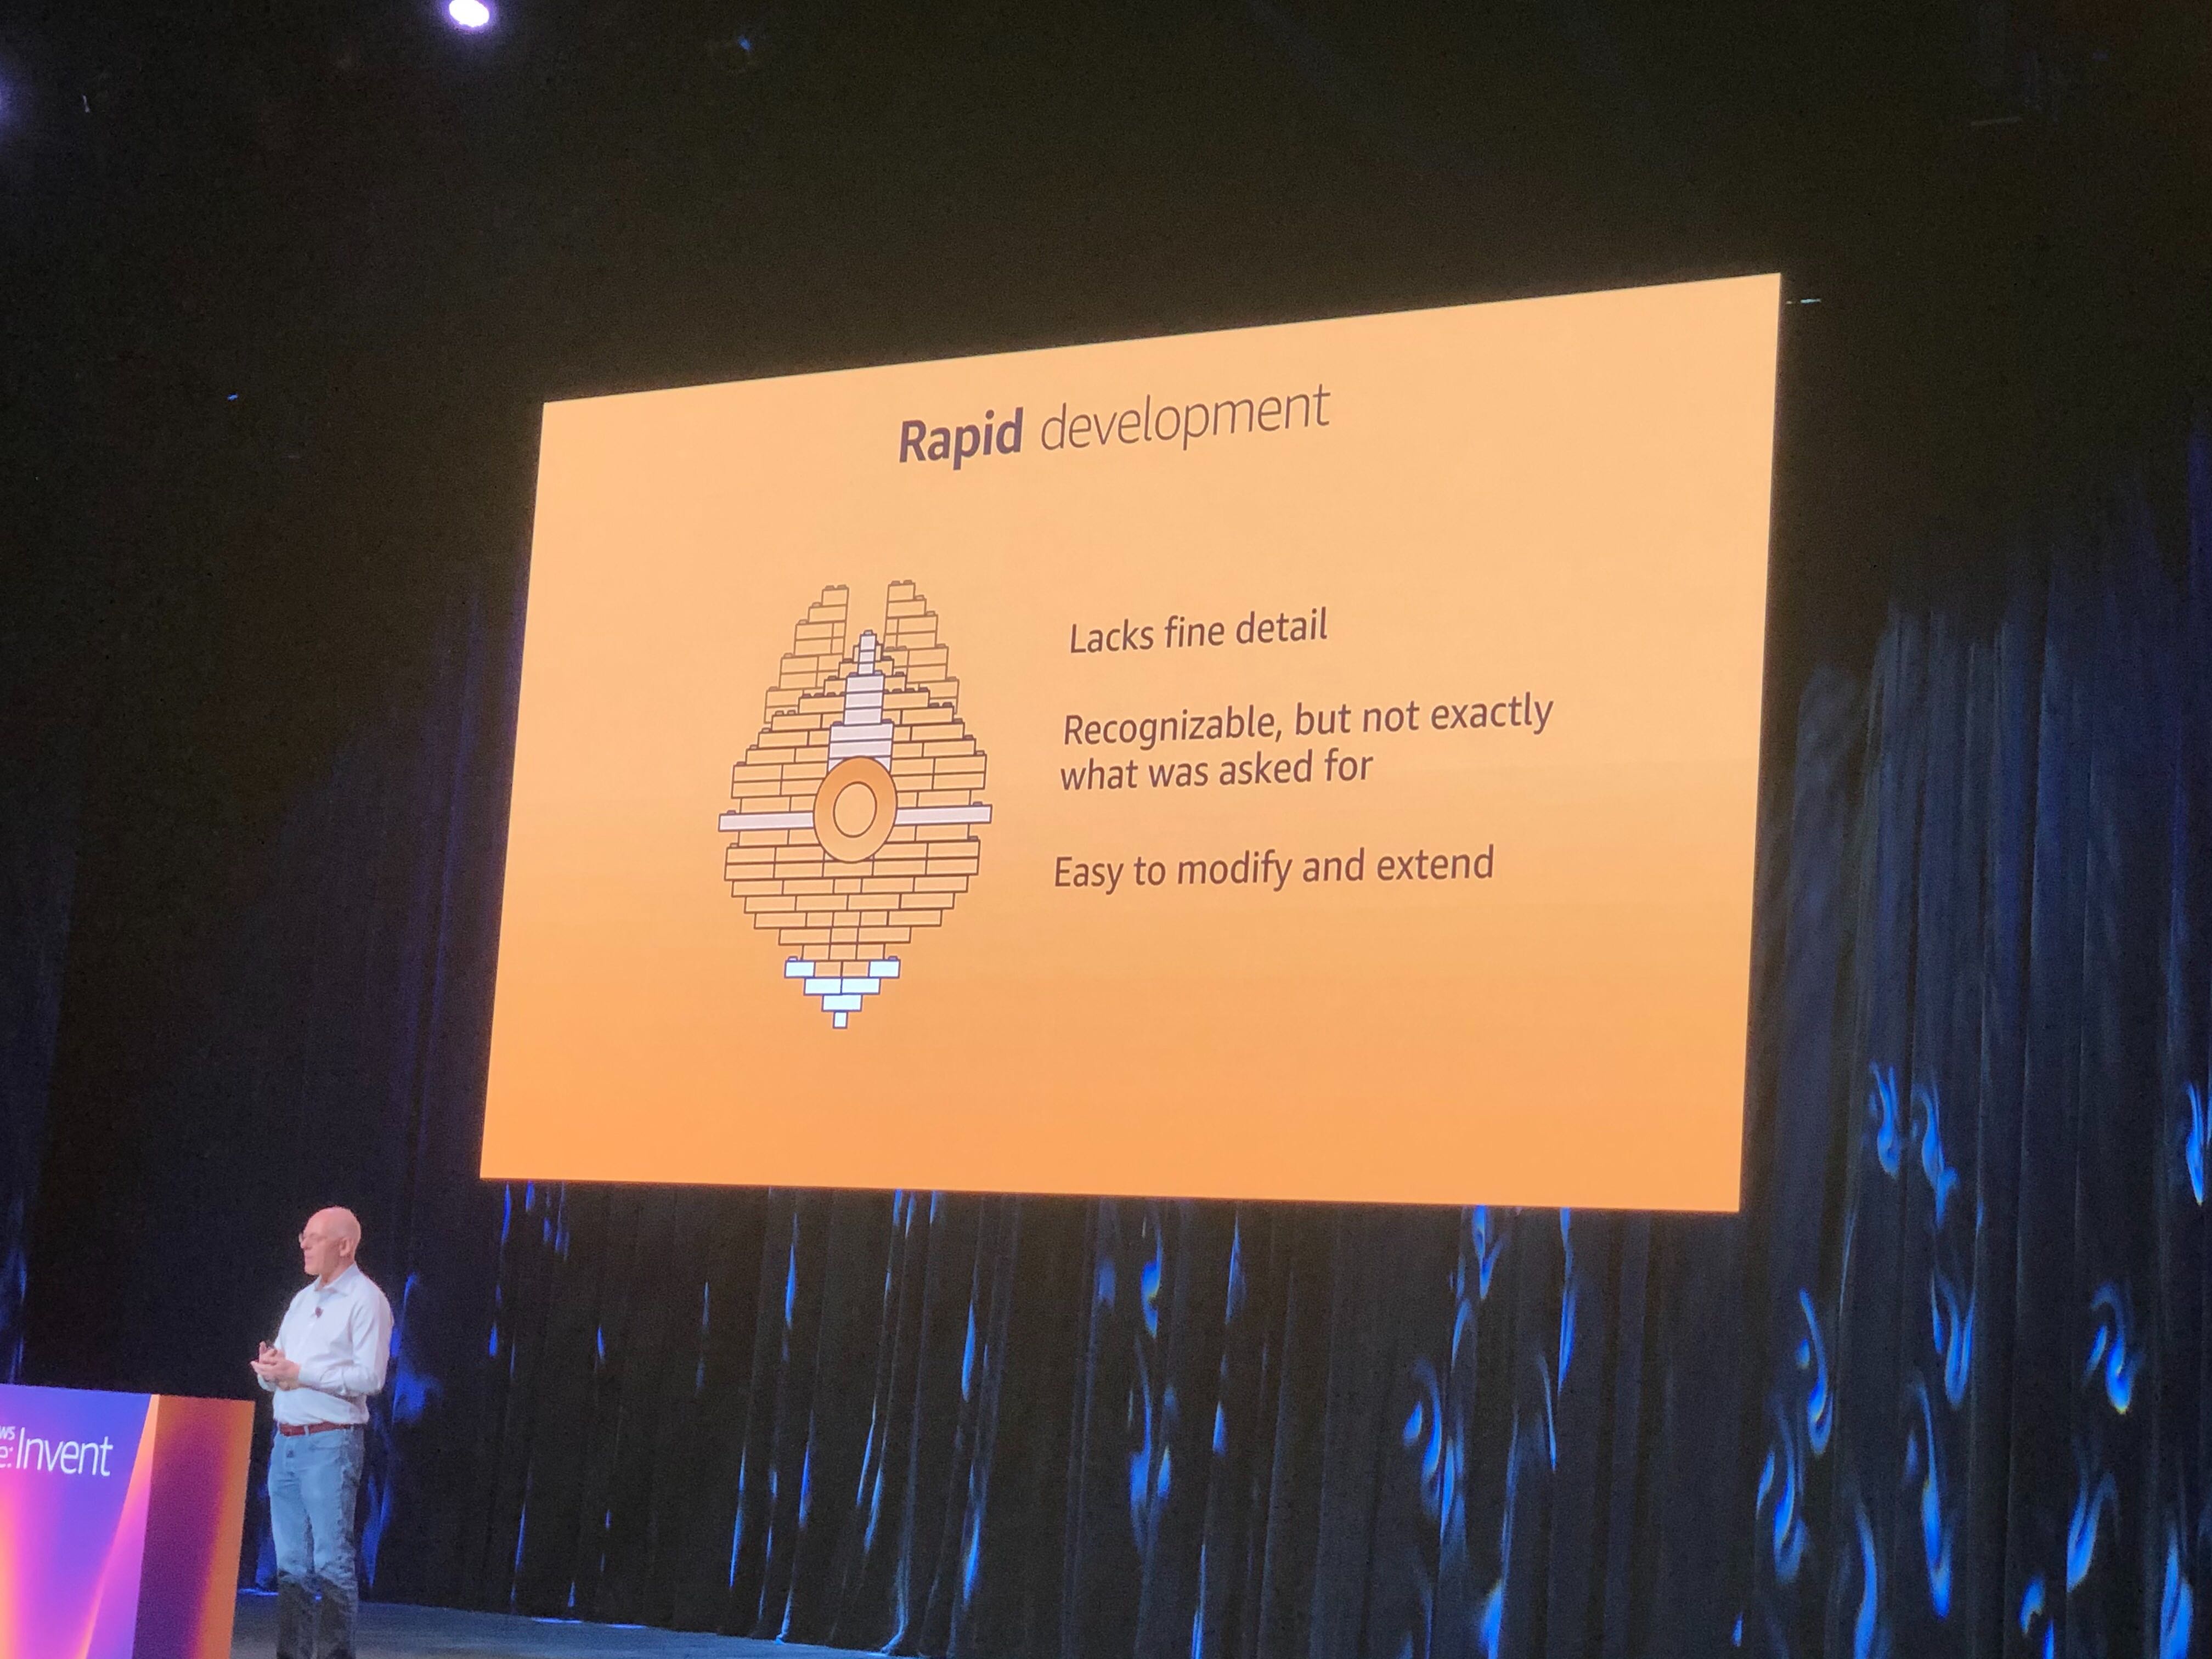 Rapid development
Lacks fine detail
Recognizable, but not exactly
what was asked for
Easy to modify and extend
ws
e:Invent